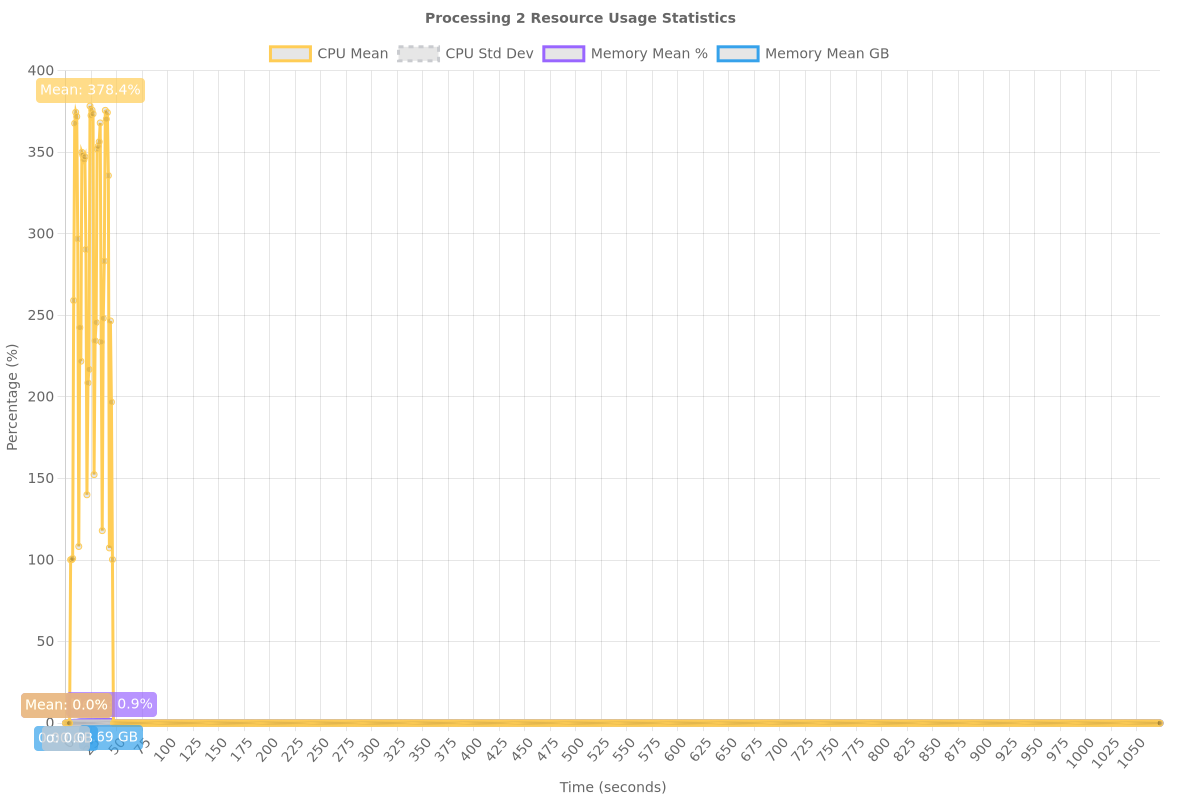 Processing 2 Resource Usage Statistics
CPU Mean CPU Std Dev Memory Mean % Memory Mean GB
400
Mean: 378.4%
350
300
250
200
150
100
50
0
Percentage (%)
Mean: 0.0% 0.9%
69 GB
50 75 100 125 150 175 200 225 250 275 300 325 350 375 400 425 450 475 500 525 550 575 600 625 650 675 700 725 750 775 800 825 850 875 900 925 950 975 1000 1025 1050
Time (seconds)